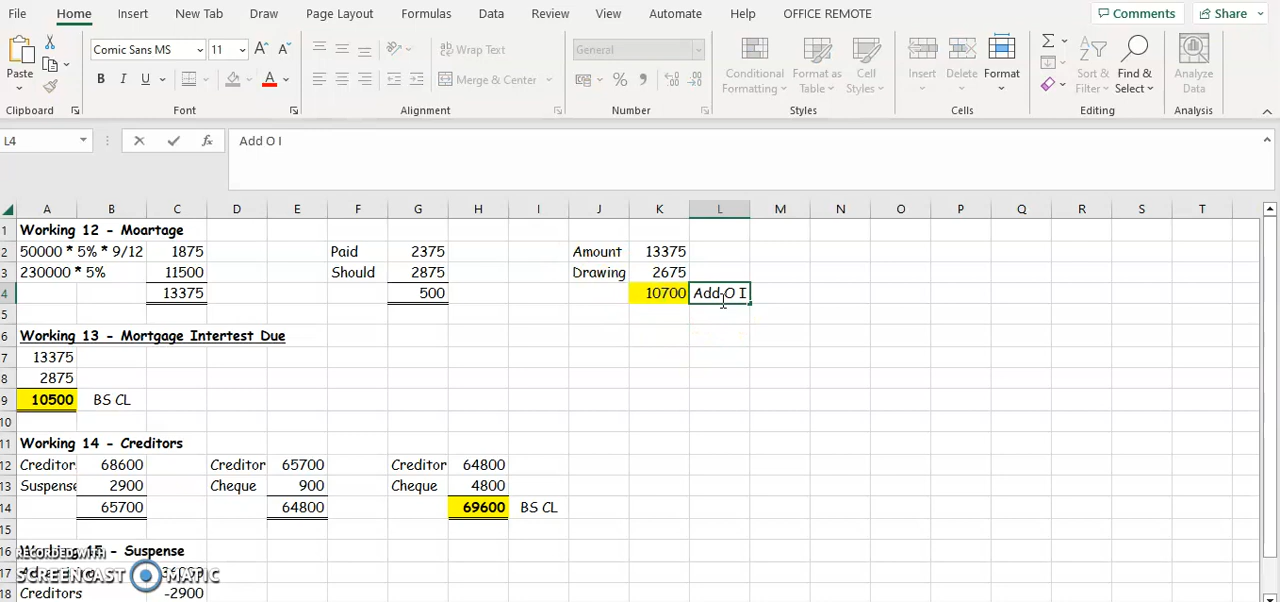 File Home Insert New Tab Draw Page Layout Formulas Data Review View Automate Help OFFICE REMOTE Comments Share
Comic Sans MS 11 Wrap Text General
Paste B I U A Merge & Center % Conditional Formatting Format as Table Cell Styles Insert Delete Format Sort & Filter Find & Select Analyze Data
Clipboard Font Alignment Number Styles Cells Editing Analysis
L4 fx Add O I
A B C D E F G H I J K L M N O P Q R S T
1 Working 12 - Moartage
2 50000 * 5% * 9/12 1875 Paid 2375 Amount 13375
3 230000 * 5% 11500 Should 2875 Drawing 2675
4 13375 500 10700 Add O I
5
6 Working 13 - Mortgage Intertest Due
7 13375
8 2875
9 10500 BS CL
10
11 Working 14 - Creditors
12 Creditor 68600 Creditor 65700 Creditor 64800
13 Suspense 2900 Cheque 900 Cheque 4800
14 65700 64800 69600 BS CL
15
16 Working 15 - Suspense
RECORDED WITH
17
SCREENCAST MATIC
18 Creditors -2900